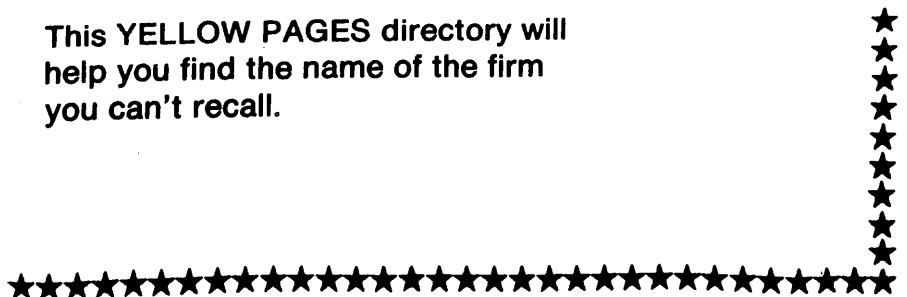 This YELLOW PAGES directory will
help you find the name of the firm
you can't recall.